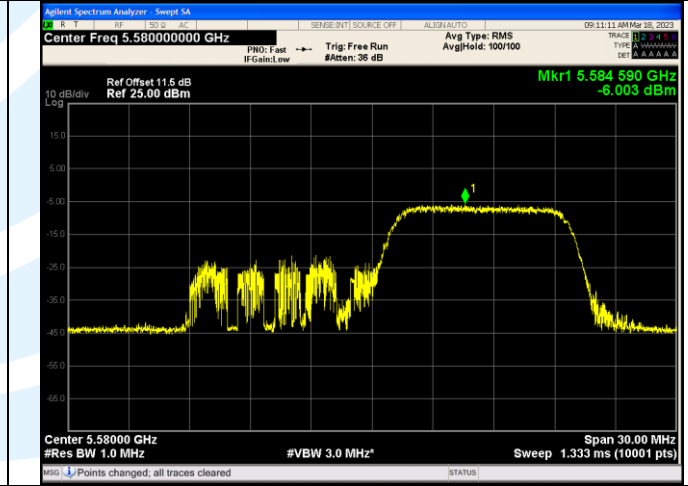 Agilent Spectrum Analyzer - Swept SA
R T RF 50 Ω AC SENSE:INT SOURCE OFF ALIGN AUTO 09:11:11 AM Mar 18, 2023
Center Freq 5.580000000 GHz
PNO: Fast
IFGain:Low
Trig: Free Run
#Atten: 36 dB
Avg Type: RMS
Avg|Hold: 100/100
TRACE 1 2 3 4 5 6
TYPE A WWWWW
DET A A A A A A
Mkr1 5.584 590 GHz
-6.003 dBm
Ref Offset 11.5 dB
10 dB/div Ref 25.00 dBm
Log
15.0
5.00
-5.00
1
-15.0
-25.0
-35.0
-45.0
-55.0
-65.0
Center 5.58000 GHz Span 30.00 MHz
#Res BW 1.0 MHz #VBW 3.0 MHz* Sweep 1.333 ms (10001 pts)
MSG Points changed; all traces cleared STATUS